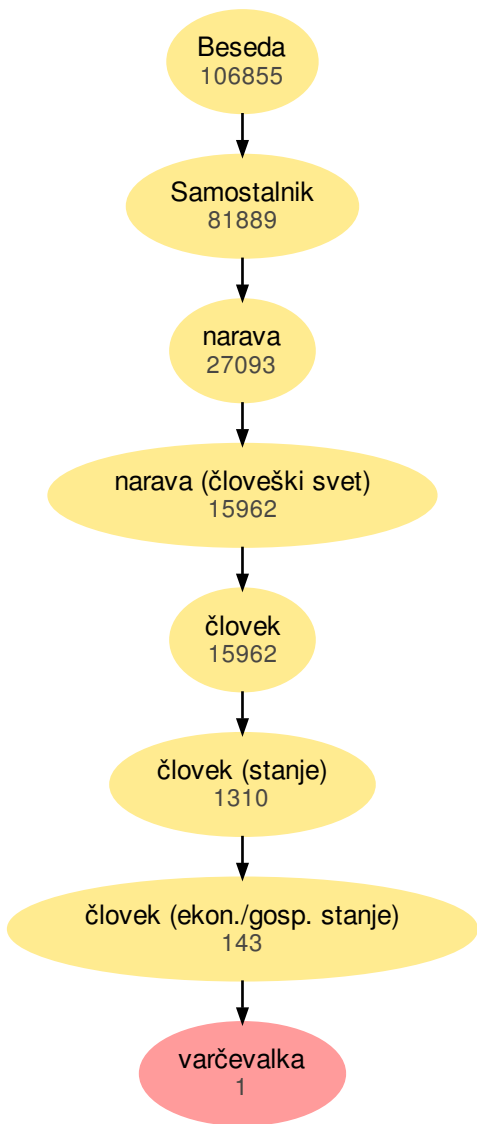 Beseda
106855
Samostalnik
81889
narava
27093
narava (človeški svet)
15962
človek
15962
človek (stanje)
1310
človek (ekon./gosp. stanje)
143
varčevalka
1